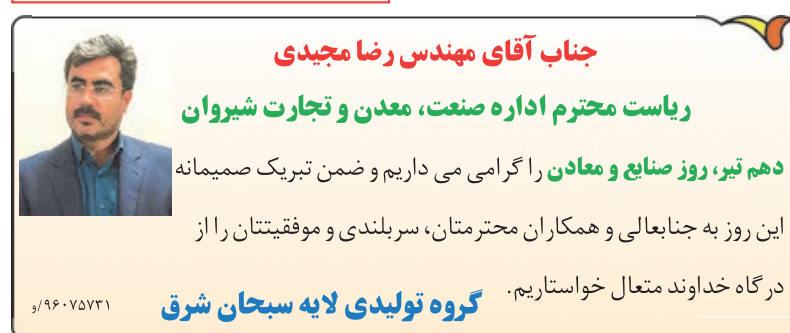 جناب آقای مهندس رضا مجیدی
ریاست محترم اداره صنعت، معدن و تجارت شیروان
دهم تیر، روز صنایع و معادن را گرامی می داریم و ضمن تبریک صمیمانه
این روز به جنابعالی و همکاران محترمتان، سربلندی و موفقیتتان را از
درگاه خداوند متعال خواستاریم.
گروه تولیدی لایه سبحان شرق
۹۶۰۷۵۷۳۱/و